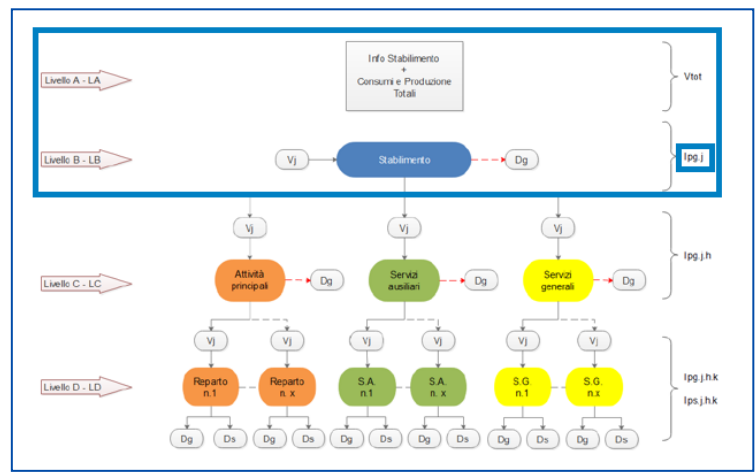 Info Stabilimento
+
Consumi e Produzione
Totali
Livello A - LA
Vtot
Livello B - LB
Vj
Stabilimento
Dg
Ipg.j
Vj
Vj
Vj
Livello C - LC
Attività
principali
Dg
Servizi
ausiliari
Dg
Servizi
generali
Dg
Ipg.j.h
Vj
Vj
Vj
Vj
Vj
Vj
Livello D - LD
Reparto
n.1
Reparto
n. x
S.A.
n.1
S.A.
n. x
S.G.
n.1
S.G.
n.x
Ipg.j.h.k
Ips.j.h.k
Dg
Ds
Dg
Ds
Dg
Ds
Dg
Ds
Dg
Ds
Dg
Ds